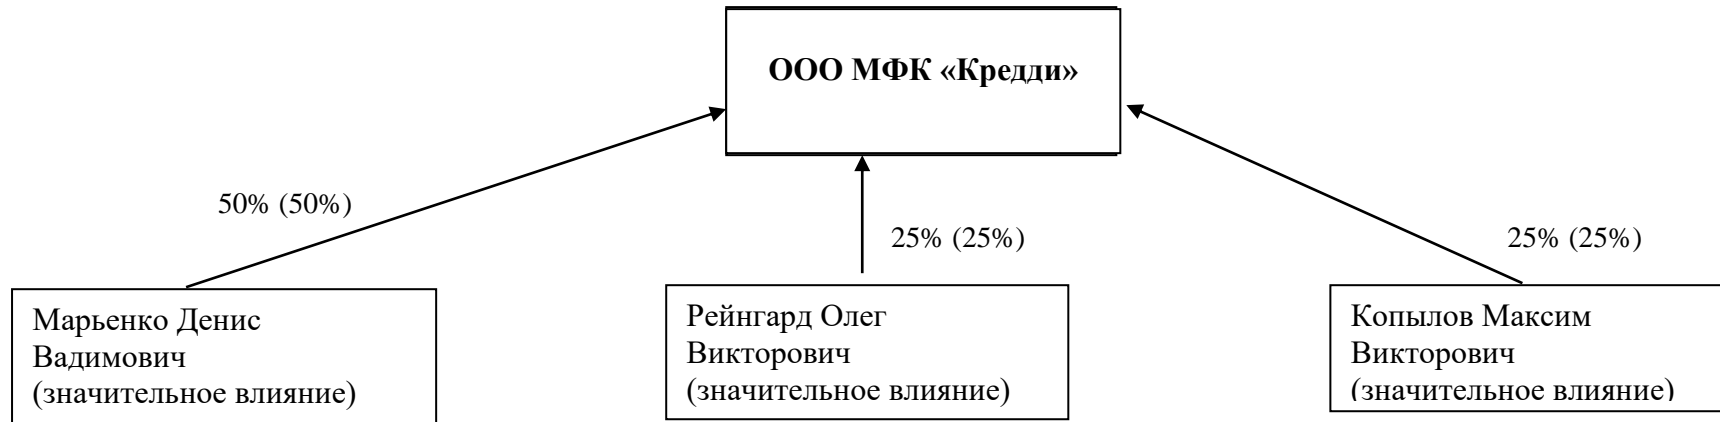 ООО МФК «Кредди»
50% (50%)
25% (25%)
25% (25%)
Марьенко Денис
Вадимович
(значительное влияние)
Рейнгард Олег
Викторович
(значительное влияние)
Копылов Максим
Викторович
(значительное влияние)